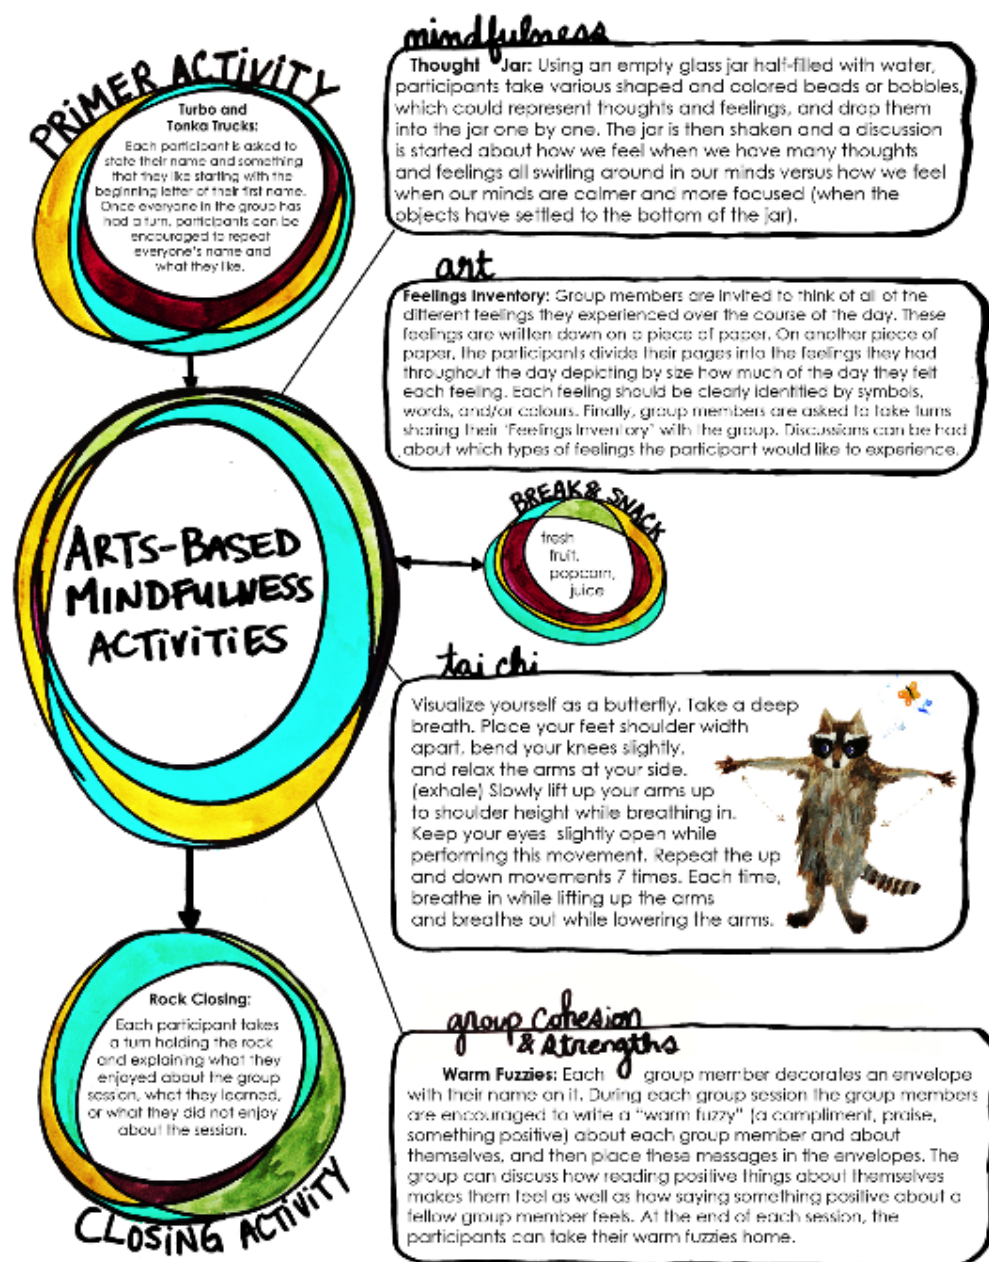 PRIMER ACTIVITY
Turbo and
Tonka Trucks:
Each participant is asked to
state their name and something
that they like starting with the
beginning letter of their first name.
Once everyone in the group has
had a turn, participants can be
encouraged to repeat
everyone's name and
what they like.
mindfulness
Thought Jar: Using an empty glass jar half-filled with water,
participants take various shaped and colored beads or bobbles,
which could represent thoughts and feelings, and drop them
into the jar one by one. The jar is then shaken and a discussion
is started about how we feel when we have many thoughts
and feelings all swirling around in our minds versus how we feel
when our minds are calmer and more focused (when the
objects have settled to the bottom of the jar).
art
Feelings Inventory: Group members are invited to think of all of the
different feelings they experienced over the course of the day. These
feelings are written down on a piece of paper. On another piece of
paper, the participants divide their pages into the feelings they had
throughout the day depicting by size how much of the day they felt
each feeling. Each feeling should be clearly identified by symbols,
words, and/or colours. Finally, group members are asked to take turns
sharing their 'Feelings Inventory' with the group. Discussions can be had
about which types of feelings the participant would like to experience.
ARTS-BASED
MINDFULNESS
ACTIVITIES
BREAK & SNACK
fresh
fruit,
popcorn,
juice
tai chi
Visualize yourself as a butterfly. Take a deep
breath. Place your feet shoulder width
apart, bend your knees slightly,
and relax the arms at your side.
(exhale) Slowly lift up your arms up
to shoulder height while breathing in.
Keep your eyes slightly open while
performing this movement. Repeat the up
and down movements 7 times. Each time,
breathe in while lifting up the arms
and breathe out while lowering the arms.
Rock Closing:
Each participant takes
a turn holding the rock
and explaining what they
enjoyed about the group
session, what they learned,
or what they did not enjoy
about the session.
CLOSING ACTIVITY
group cohesion
& strengths
Warm Fuzzies: Each group member decorates an envelope
with their name on it. During each group session the group members
are encouraged to write a "warm fuzzy" (a compliment, praise,
something positive) about each group member and about
themselves, and then place these messages in the envelopes. The
group can discuss how reading positive things about themselves
makes them feel as well as how saying something positive about a
fellow group member feels. At the end of each session, the
participants can take their warm fuzzies home.